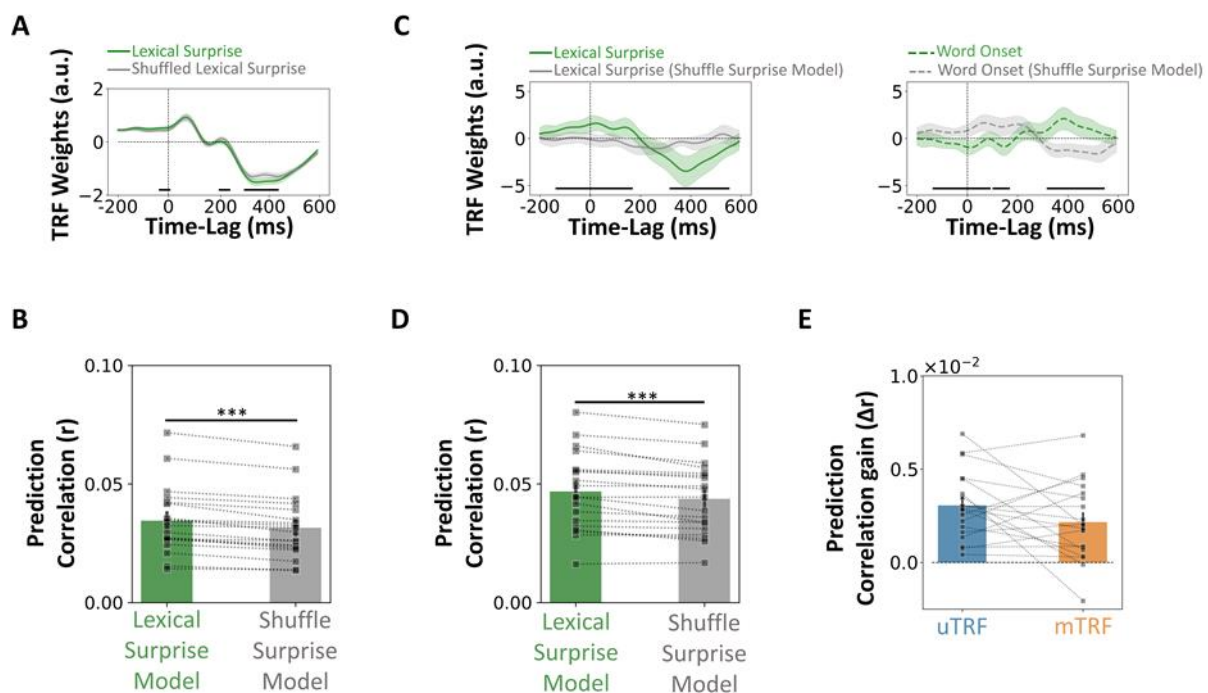 A
Lexical Surprise
Shuffled Lexical Surprise
TRF Weights (a.u.)
2
0
−2
-200 0 200 400 600
Time-Lag (ms)
C
Lexical Surprise
Lexical Surprise (Shuffle Surprise Model)
TRF Weights (a.u.)
5
0
−5
-200 0 200 400 600
Time-Lag (ms)
Word Onset
Word Onset (Shuffle Surprise Model)
5
0
−5
-200 0 200 400 600
Time-Lag (ms)
B
Prediction
Correlation (r)
0.10
0.05
0.00
***
Lexical
Surprise
Model
Shuffle
Surprise
Model
D
Prediction
Correlation (r)
0.10
0.05
0.00
***
Lexical
Surprise
Model
Shuffle
Surprise
Model
E
Prediction
Correlation gain (Δr)
×10⁻²
1.0
0.5
0.0
uTRF
mTRF